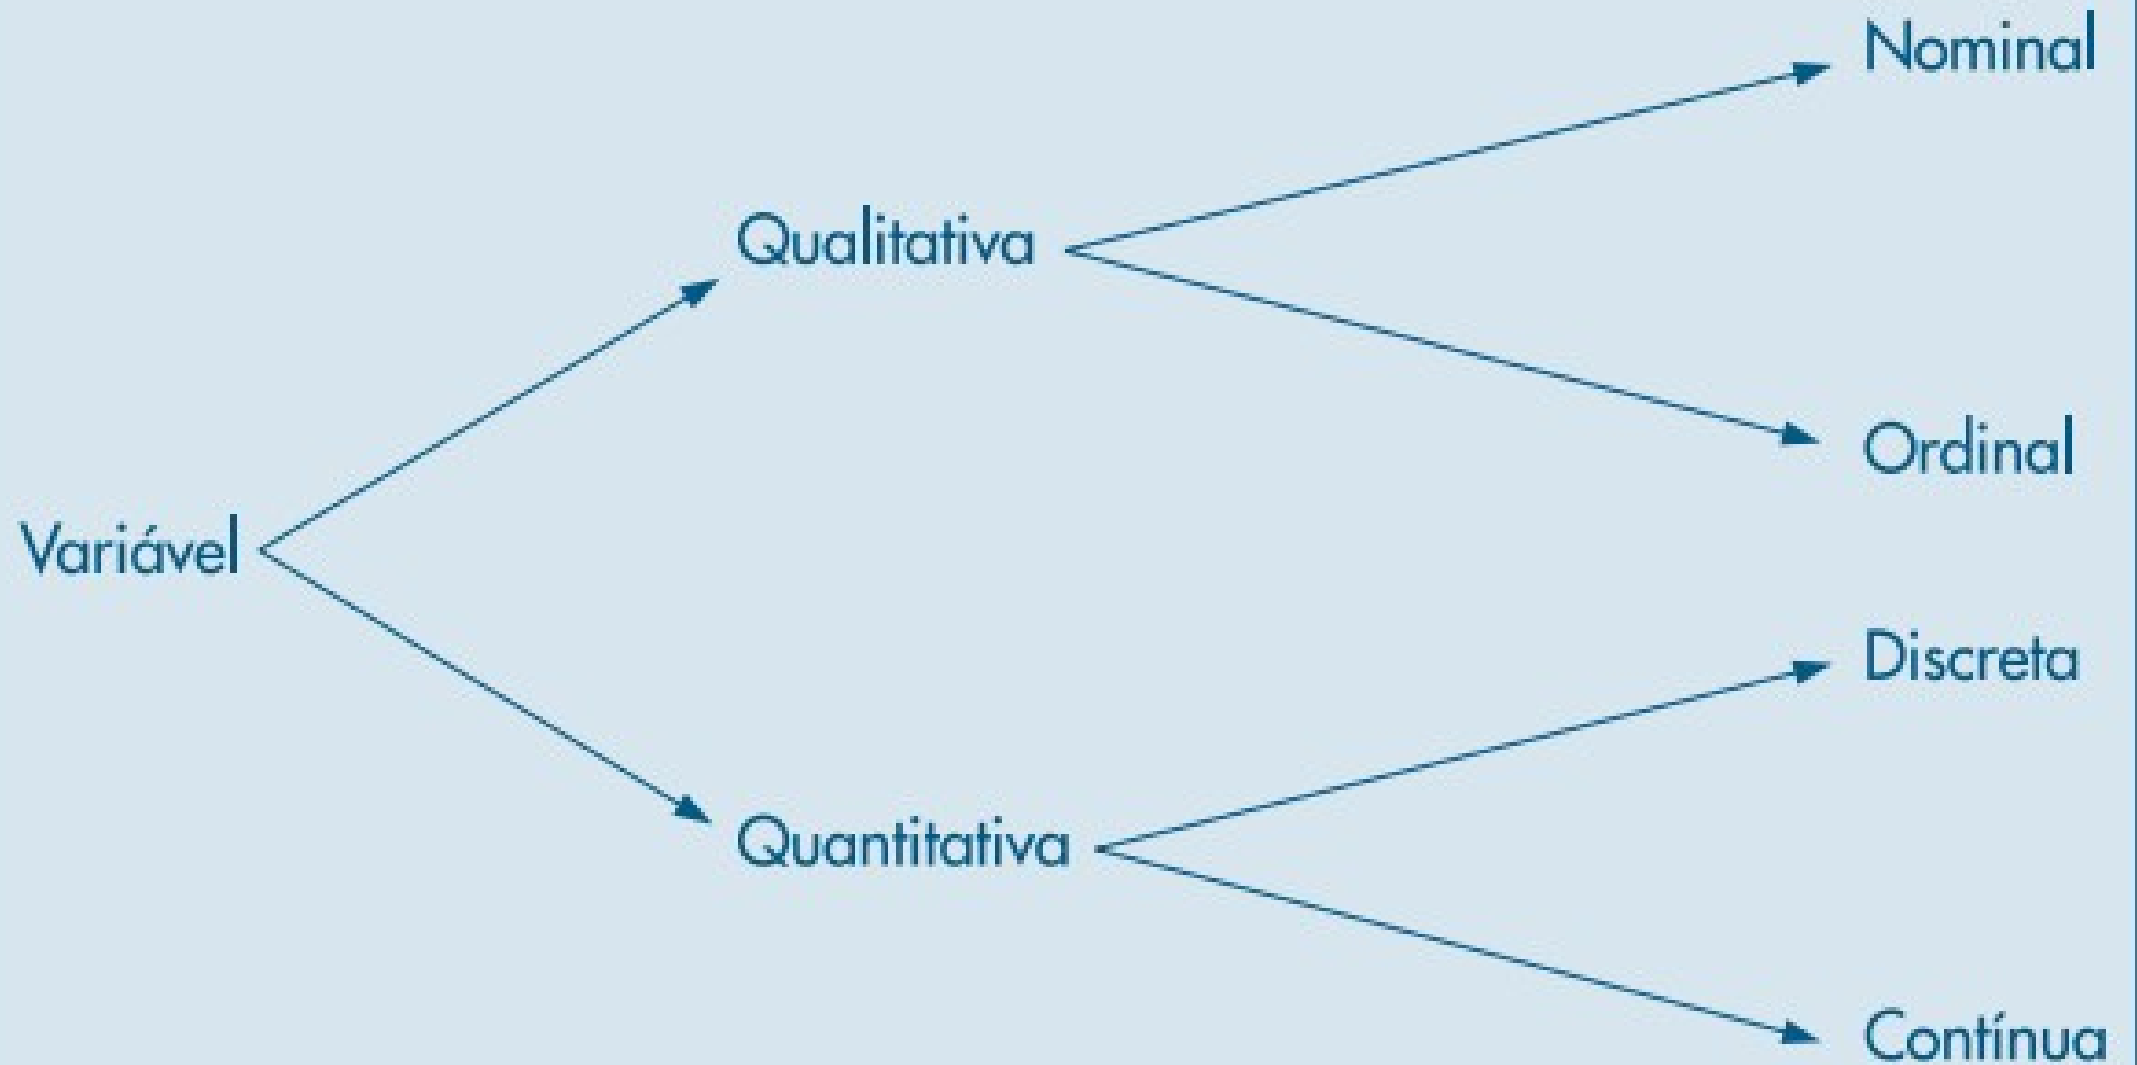 Nominal
Qualitativa
Ordinal
Variável
Discreta
Quantitativa
Contínua